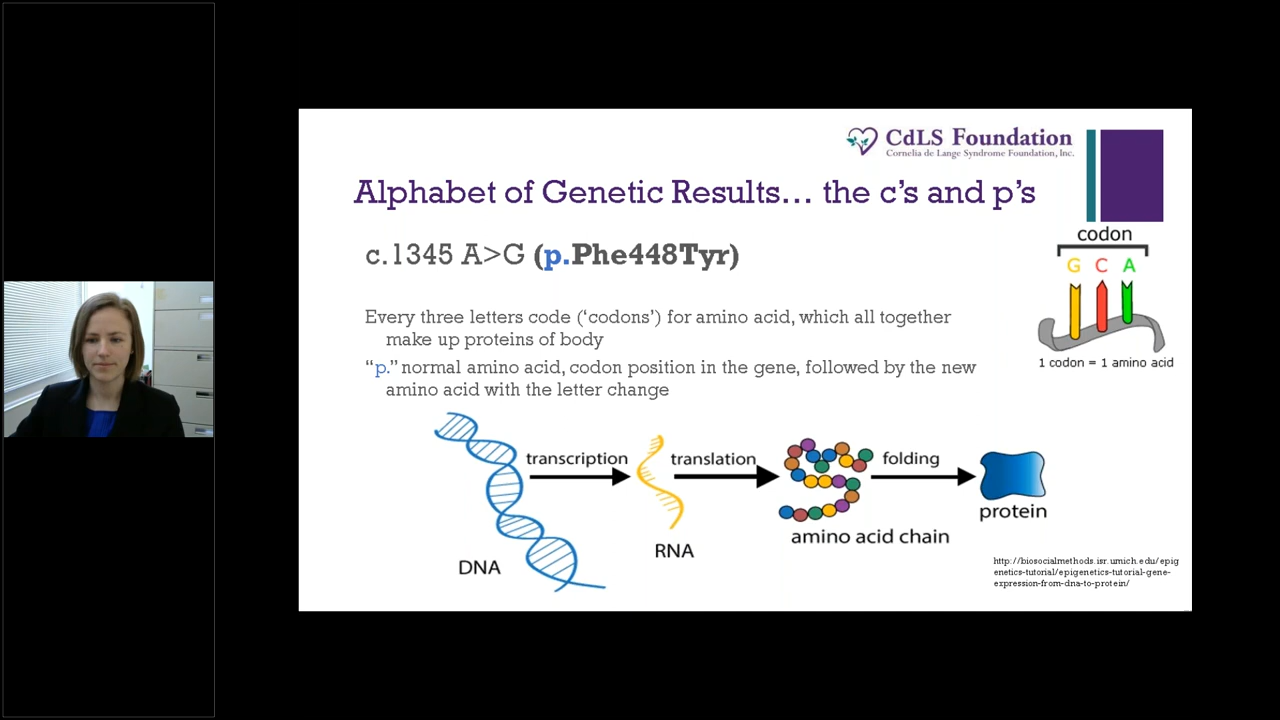 CdLS Foundation
Cornelia de Lange Syndrome Foundation, Inc.
Alphabet of Genetic Results... the c's and p's
c.1345 A>G (p.Phe448Tyr)
codon
G C A
1 codon = 1 amino acid
Every three letters code ('codons') for amino acid, which all together
make up proteins of body
"p." normal amino acid, codon position in the gene, followed by the new
amino acid with the letter change
transcription
translation
folding
DNA
RNA
amino acid chain
protein
http://biosocialmethods.isr.umich.edu/epig
enetics-tutorial/epigenetics-tutorial-gene-
expression-from-dna-to-protein/